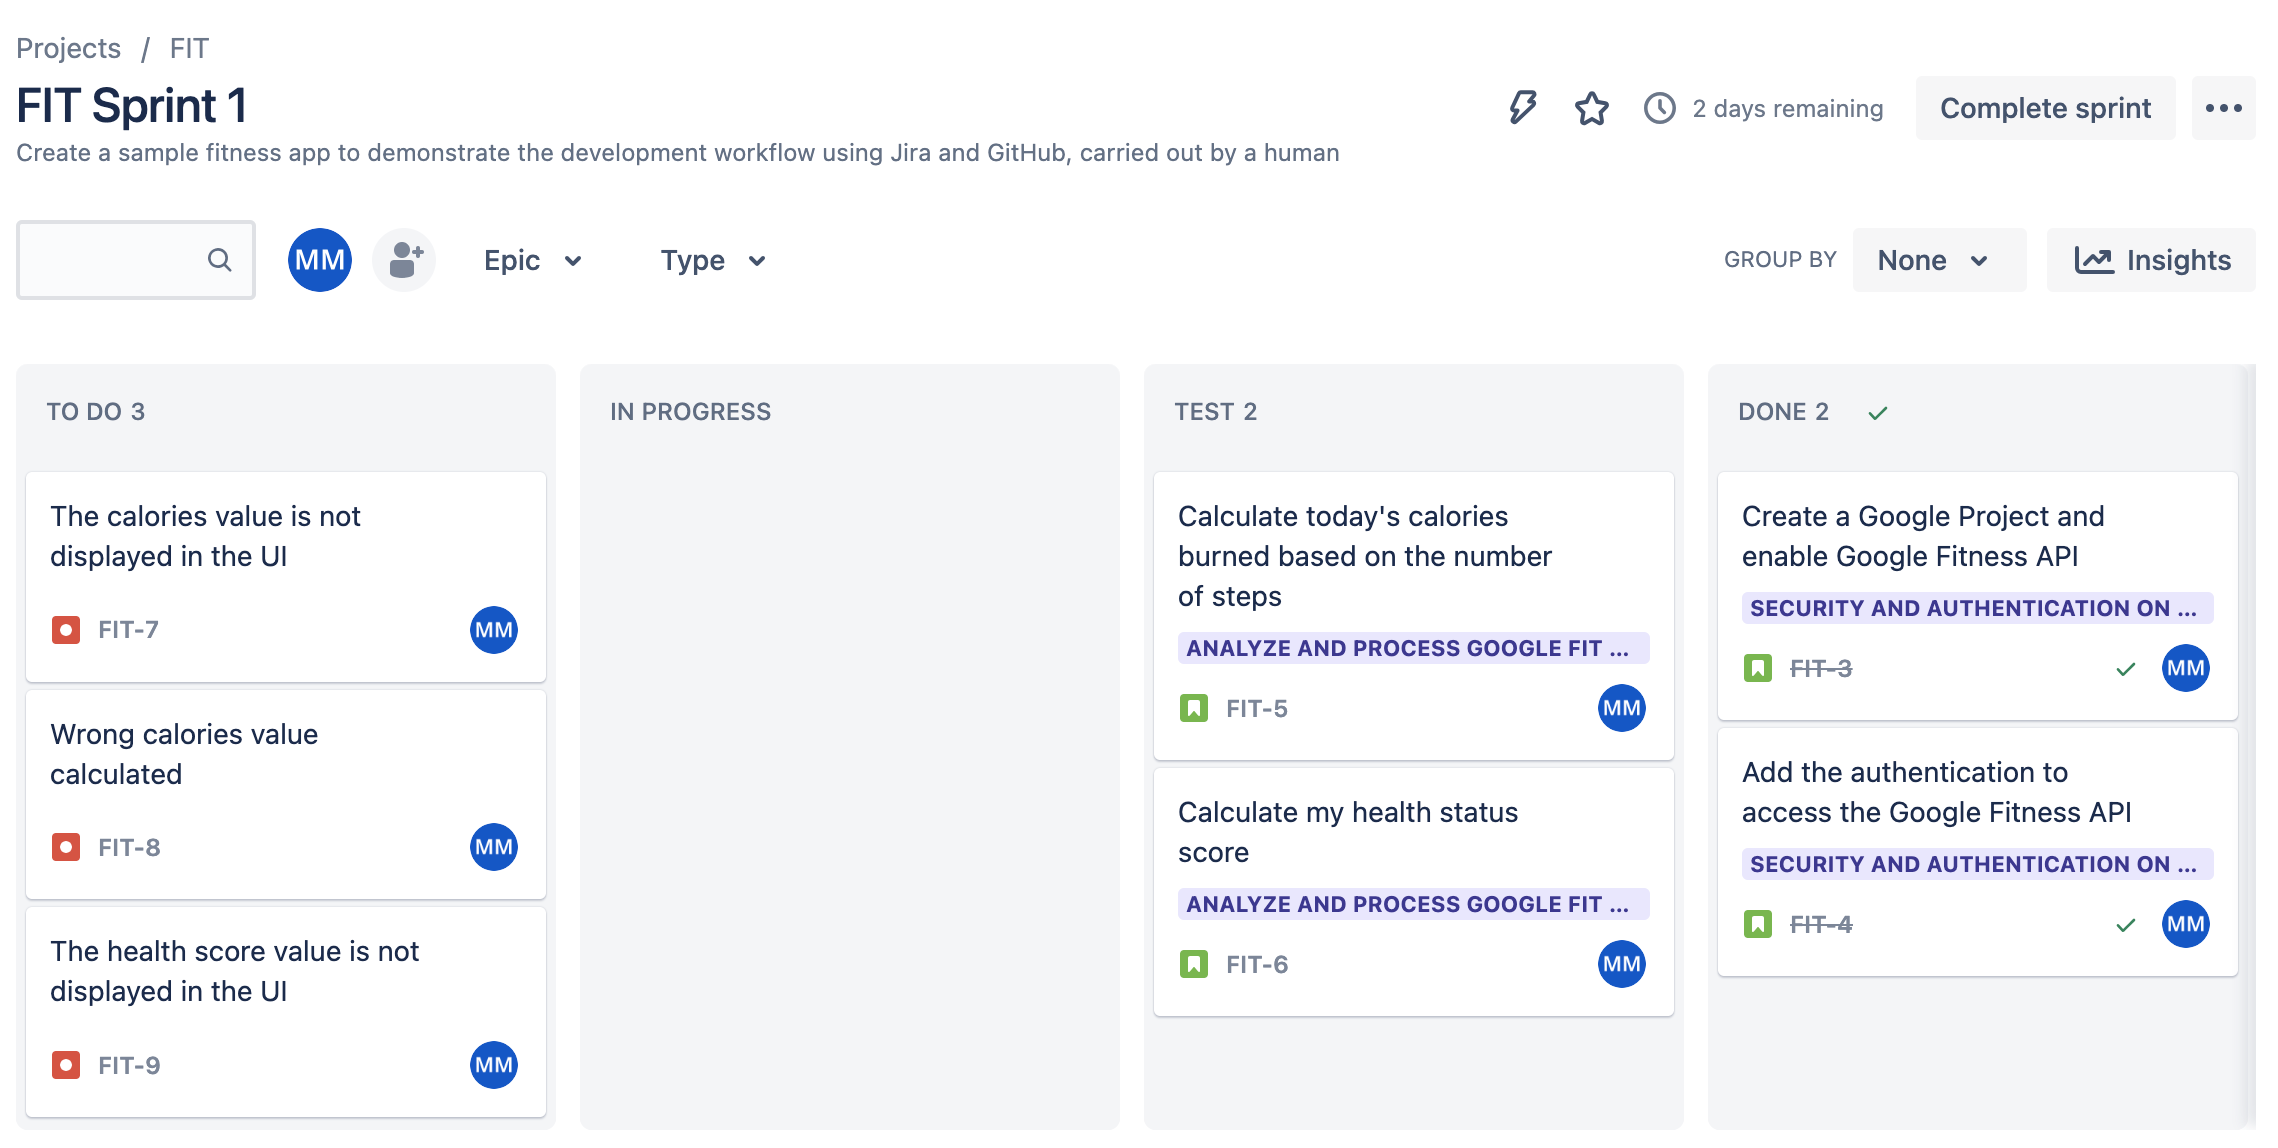 Projects / FIT
FIT Sprint 1
Create a sample fitness app to demonstrate the development workflow using Jira and GitHub, carried out by a human
2 days remaining
Complete sprint
MM
Epic
Type
GROUP BY
None
Insights
TO DO 3
The calories value is not
displayed in the UI
FIT-7
MM
Wrong calories value
calculated
FIT-8
MM
The health score value is not
displayed in the UI
FIT-9
MM
IN PROGRESS
TEST 2
Calculate today's calories
burned based on the number
of steps
ANALYZE AND PROCESS GOOGLE FIT ...
FIT-5
MM
Calculate my health status
score
ANALYZE AND PROCESS GOOGLE FIT ...
FIT-6
MM
DONE 2
Create a Google Project and
enable Google Fitness API
SECURITY AND AUTHENTICATION ON ...
FIT-3
MM
Add the authentication to
access the Google Fitness API
SECURITY AND AUTHENTICATION ON ...
FIT-4
MM